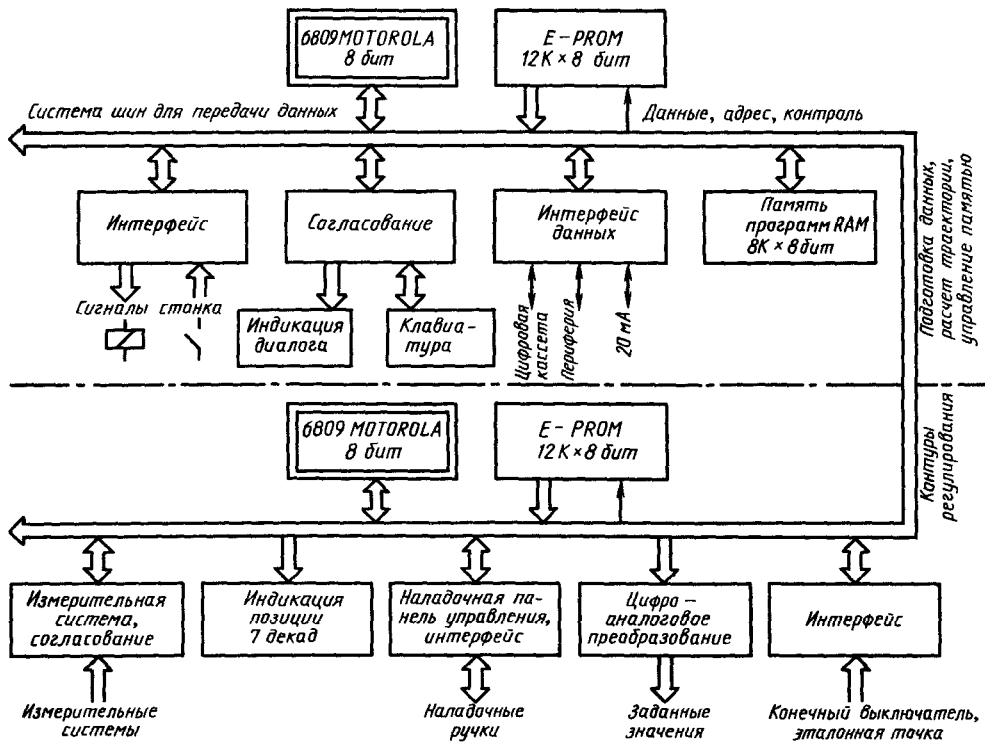 6809 MOTOROLA
8 бит
E-PROM
12K × 8 бит
Система шин для передачи данных
Данные, адрес, контроль
Интерфейс
Согласование
Интерфейс
данных
Память
программ RAM
8K × 8 бит
Сигналы станка
Индикация
диалога
Клавиа-
тура
Цифровая
кассета
Периферия
20 мА
Подготовка данных,
расчет траектории,
управление памятью
6809 MOTOROLA
8 бит
E-PROM
12K × 8 бит
Контуры
регулирования
Измерительная
система,
согласование
Индикация
позиции
7 декад
Наладочная па-
нель управления,
интерфейс
Цифро-
аналоговое
преобразование
Интерфейс
Измерительные
системы
Наладочные
ручки
Заданные
значения
Конечный выключатель,
эталонная точка